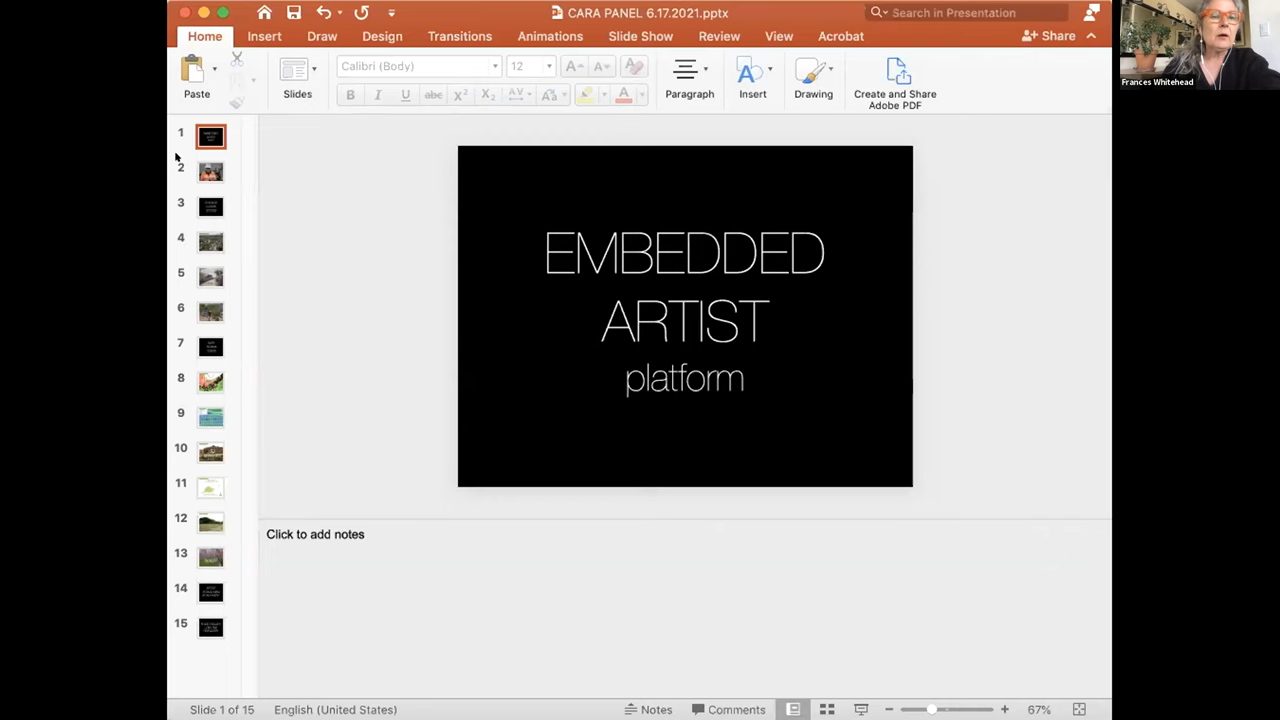 CARA PANEL 6.17.2021.pptx
Search in Presentation
Home
Insert
Draw
Design
Transitions
Animations
Slide Show
Review
View
Acrobat
Share
Paste
Slides
Calibri (Body)
12
Paragraph
Insert
Drawing
Create and Share
Adobe PDF
Frances Whitehead
1
2
3
4
5
6
7
8
9
10
11
12
13
14
15
EMBEDDED
ARTIST
platform
Click to add notes
Slide 1 of 15
English (United States)
Notes
Comments
67%